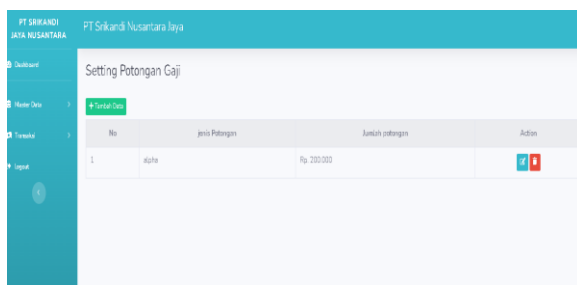 PT SRIKANDI
JAYA NUSANTARA
PT Srikandi Nusantara Jaya
Dashboard
Setting Potongan Gaji
Master Data
+Tambah Data
No jenis Potongan Jumlah potongan Action
Transaksi
1 alpha Rp. 200.000
Logout